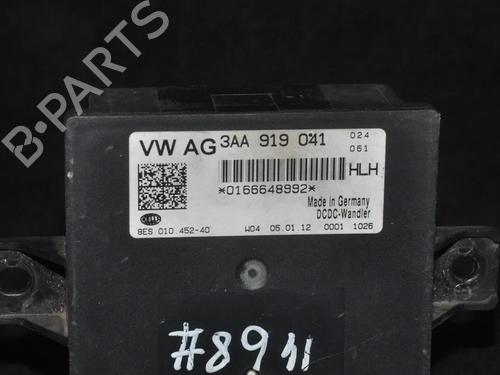 VW AG 3AA 919 041
024
061
HLH
*0166648992*
Made in Germany
DCDC-Wandler
8ES 010.452-40 W04 05.01.12 0001 1026
#8911
B-PARTS